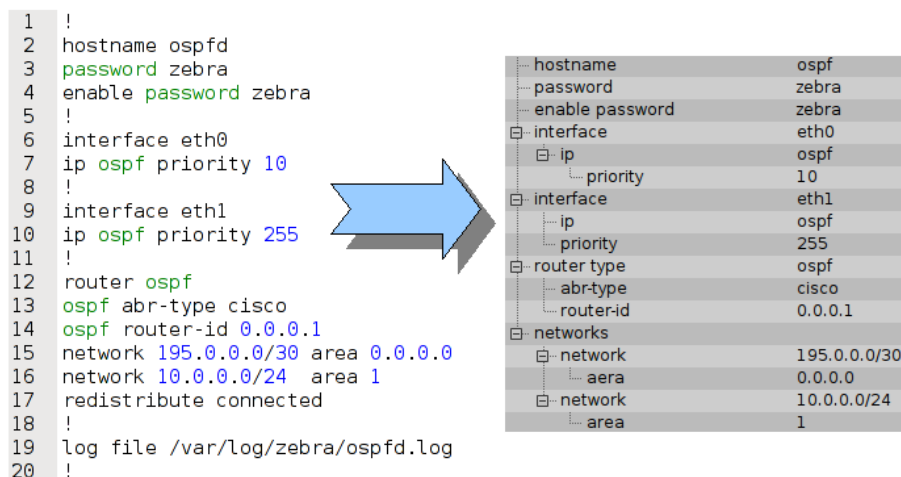 1 !
2 hostname ospfd
3 password zebra
4 enable password zebra
5 !
6 interface eth0
7 ip ospf priority 10
8 !
9 interface eth1
10 ip ospf priority 255
11 !
12 router ospf
13 ospf abr-type cisco
14 ospf router-id 0.0.0.1
15 network 195.0.0.0/30 area 0.0.0.0
16 network 10.0.0.0/24  area 1
17 redistribute connected
18 !
19 log file /var/log/zebra/ospfd.log
20 !
hostname ospf
password zebra
enable password zebra
interface eth0
ip ospf
priority 10
interface eth1
ip ospf
priority 255
router type ospf
abr-type cisco
router-id 0.0.0.1
networks
network 195.0.0.0/30
aera 0.0.0.0
network 10.0.0.0/24
area 1